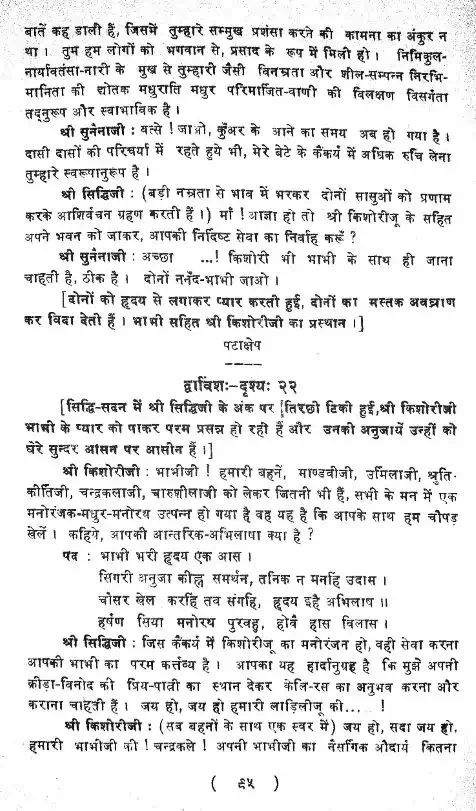 बातें कह डाली हैं, जिसमें तुम्हारे सम्मुख प्रशंसा करने की कामना का अंकुर न
था । तुम हम लोगों को भगवान से, प्रसाद के रूप में मिली हो । निमिकुल-
नार्यावतंसा-नारी के मुख से तुम्हारी जैसी विनम्रता और शील-सम्पन्न निरभि-
मानिता की द्योतक मधुराति मधुर परिमार्जित-वाणी की विलक्षण विसर्गता
तद्नुरूप और स्वाभाविक है ।
श्री सुनैनाजी : वत्से ! जाओ, कुँअर के आने का समय अब हो गया है ।
दासी दासों की परिचर्या में रहते हुये भी, मेरे बेटे के कैंकर्य में अधिक रुचि लेना
तुम्हारे स्वरूपानुरूप है ।
श्री सिद्धिजी : (बड़ी नम्रता से भाव में भरकर दोनों सासुओं को प्रणाम
करके आशिर्वचन ग्रहण करती हैं ।) माँ ! आज्ञा हो तो श्री किशोरीजू के सहित
अपने भवन को जाकर, आपकी निर्दिष्ट सेवा का निर्वाह करूँ ?
श्री सुनैनाजी : अच्छा ...! किशोरी भी भाभी के साथ ही जाना
चाहती है, ठीक है । दोनों ननँद-भाभी जाओ ।
[दोनों को हृदय से लगाकर प्यार करती हुई, दोनों का मस्तक अवघ्राण
कर विदा देती हैं । भाभी सहित श्री किशोरीजी का प्रस्थान ।]
पटाक्षेप
द्वाविंशः-दृश्यः २२
[सिद्धि-सदन में श्री सिद्धिजी के अंक पर तिरछी टिकी हुई, श्री किशोरीजी
भाभी के प्यार को पाकर परम प्रसन्न हो रही हैं और उनकी अनुजायें उन्हीं को
घेरे सुन्दर आसन पर आसीन हैं ।]
श्री किशोरीजी : भाभीजी ! हमारी बहनें, माण्डवीजी, उर्मिलाजी, श्रुति-
कीर्तिजी, चन्द्रकलाजी, चारुशीलाजी को लेकर जितनी भी हैं, सभी के मन में एक
मनोरंजक-मधुर-मनोरथ उत्पन्न हो गया है वह यह है कि आपके साथ हम चौपड़
खेलें । कहिये, आपकी आन्तरिक-अभिलाषा क्या है ?
पद : भाभी भरी हृदय एक आस ।
सिगरी अनुजा कीह्न समर्थन, तनिक न मनहिं उदास ।
चौसर खेल करहिं तव संगहि, हृदय इहै अभिलाष ॥
हर्षण सिया मनोरथ पुरवहु, होवै हास विलास ।
श्री सिद्धिजी : जिस कैंकर्य में किशोरीजू का मनोरंजन हो, वही सेवा करना
आपकी भाभी का परम कर्त्तव्य है । आपका यह हार्दानुग्रह है कि मुझे अपनी
क्रीड़ा-विनोद की प्रिय-पात्री का स्थान देकर केलि-रस का अनुभव करना और
कराना चाहती हैं । जय हो, जय हो हमारी लाड़िलीजू की...!
श्री किशोरीजी : (सब बहनों के साथ एक स्वर में) जय हो, सदा जय हो,
हमारी भाभीजी की ! चन्द्रकले ! अपनी भाभीजी का नैसर्गिक औदार्य कितना
( ९५ )